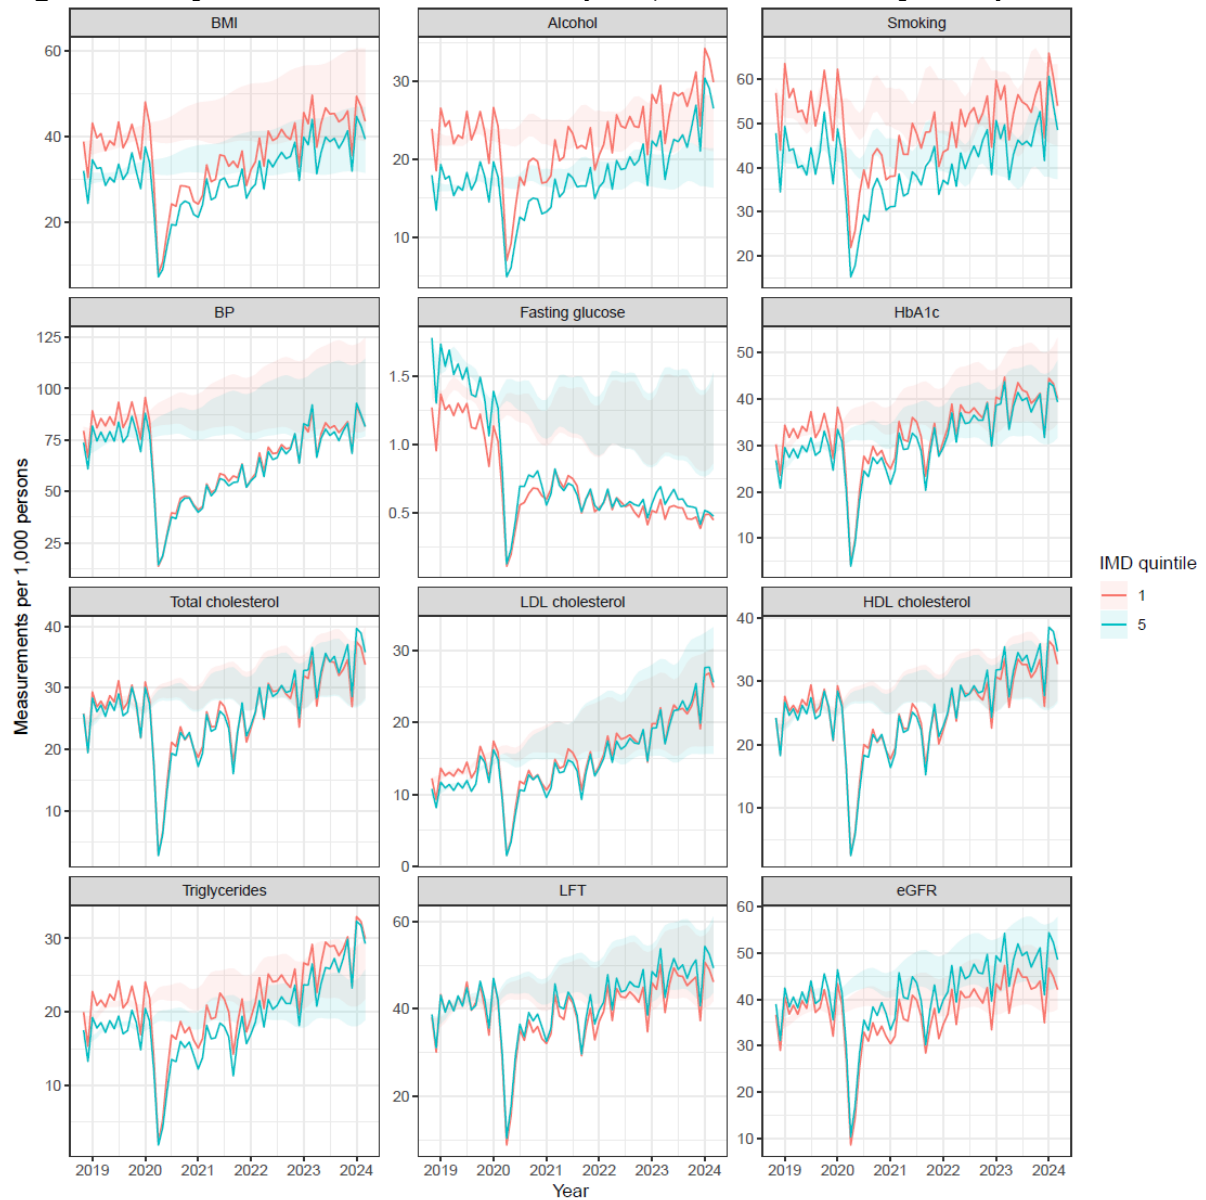 BMI
Alcohol
Smoking
60
40
20
30
20
10
60
50
40
30
20
BP
Fasting glucose
HbA1c
125
100
75
50
25
1.5
1.0
0.5
50
40
30
20
10
Total cholesterol
LDL cholesterol
HDL cholesterol
40
30
20
10
30
20
10
0
40
30
20
10
Triglycerides
LFT
eGFR
30
20
10
60
40
20
60
50
40
30
20
10
2019 2020 2021 2022 2023 2024
2019 2020 2021 2022 2023 2024
2019 2020 2021 2022 2023 2024
Year
Measurements per 1,000 persons
IMD quintile
1
5